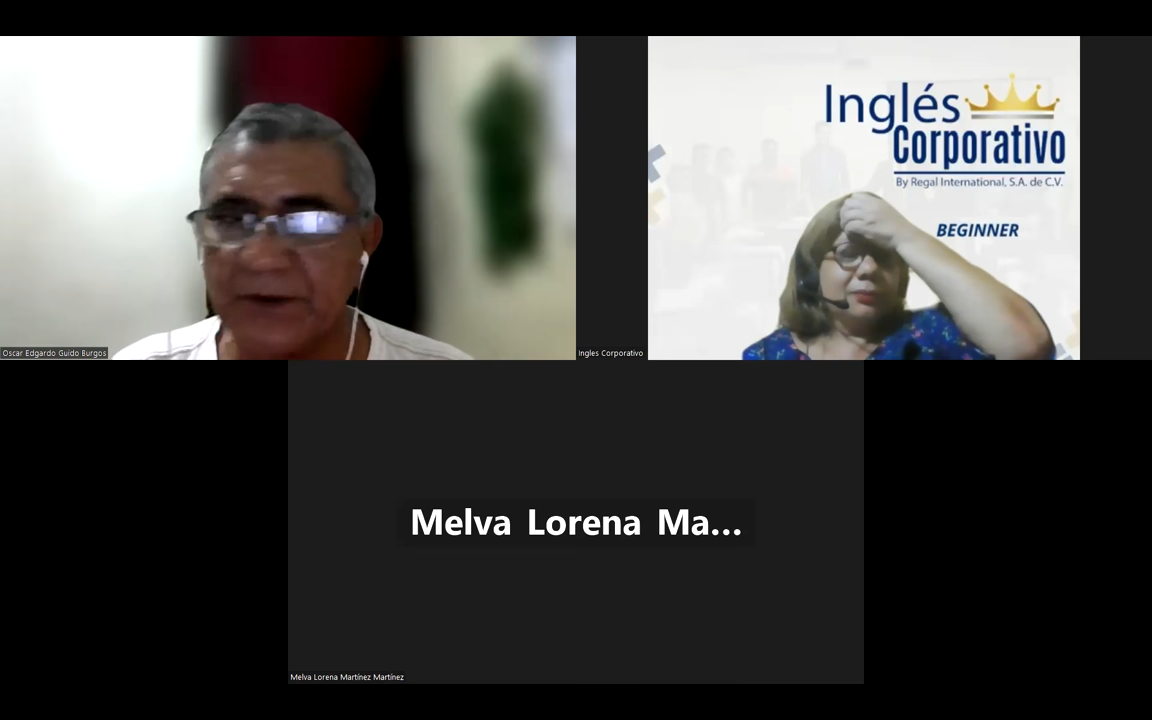 Inglés
Corporativo
By Regal International, S.A. de C.V.
BEGINNER
Oscar Edgardo Guido Burgos
Ingles Corporativo
Melva Lorena Ma...
Melva Lorena Martínez Martínez